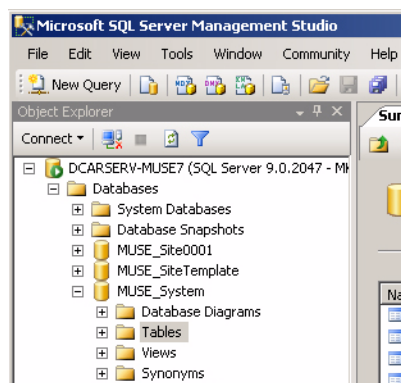 Microsoft SQL Server Management Studio
File Edit View Tools Window Community Help
New Query
Object Explorer
Connect
DCARSERV-MUSE7 (SQL Server 9.0.2047 -
Databases
System Databases
Database Snapshots
MUSE_Site0001
MUSE_SiteTemplate
MUSE_System
Database Diagrams
Tables
Views
Synonyms